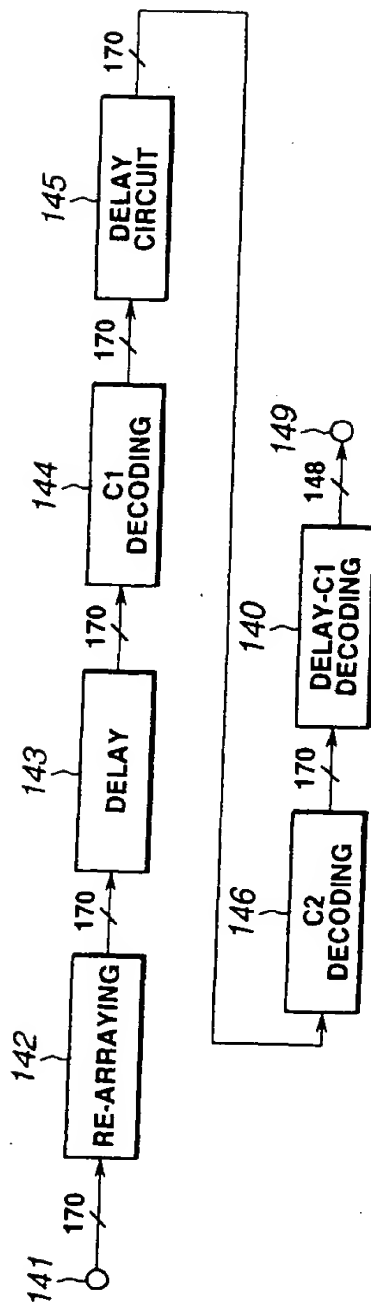 141
170
142
RE-ARRAYING
170
143
DELAY
170
144
C1
DECODING
170
145
DELAY
CIRCUIT
170
146
C2
DECODING
170
140
DELAY-C1
DECODING
148
149